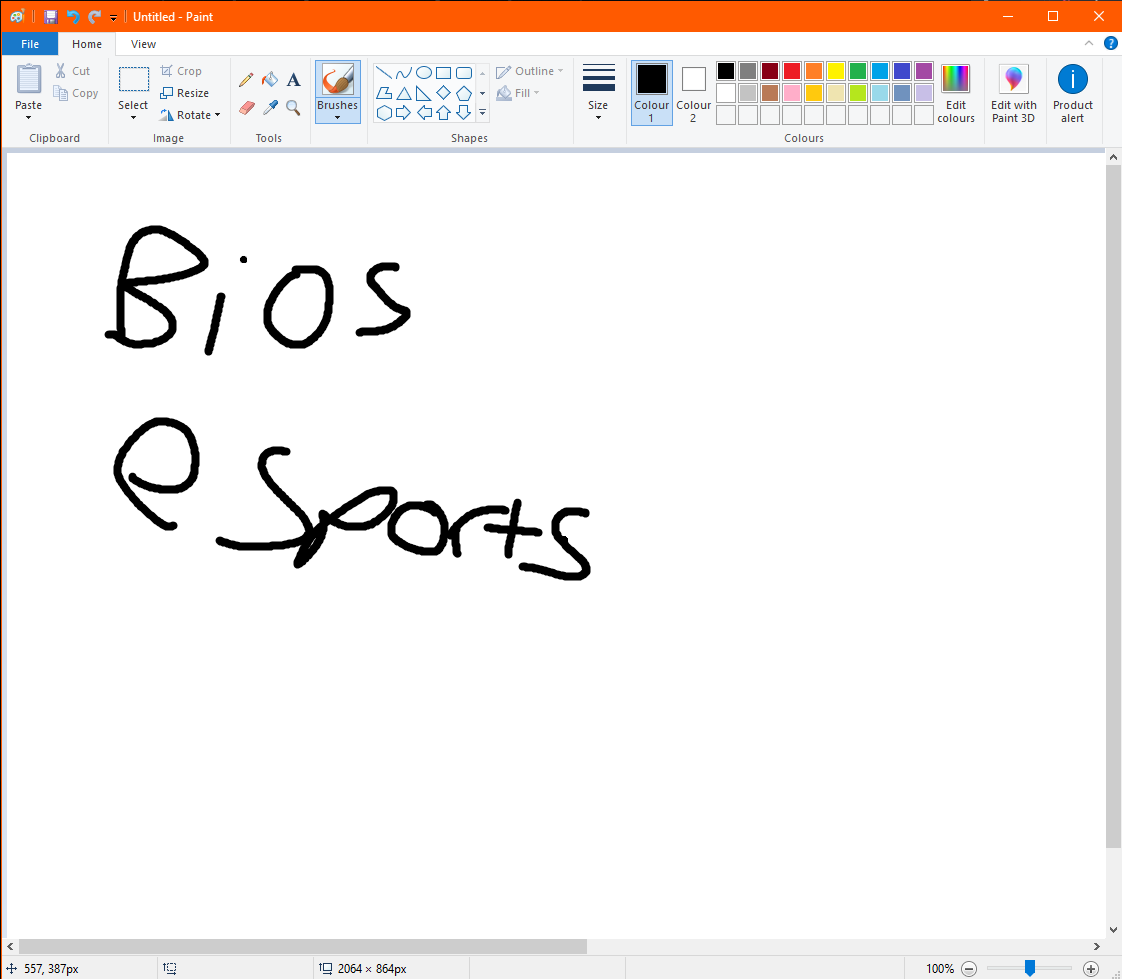 Untitled - Paint
File Home View
Paste Cut Copy Select Crop Resize Rotate A Brushes Outline Fill Size Colour 1 Colour 2 Edit colours Edit with Paint 3D Product alert
Clipboard Image Tools Shapes Colours
Bios
eSports
557, 387px 2064 × 864px 100%